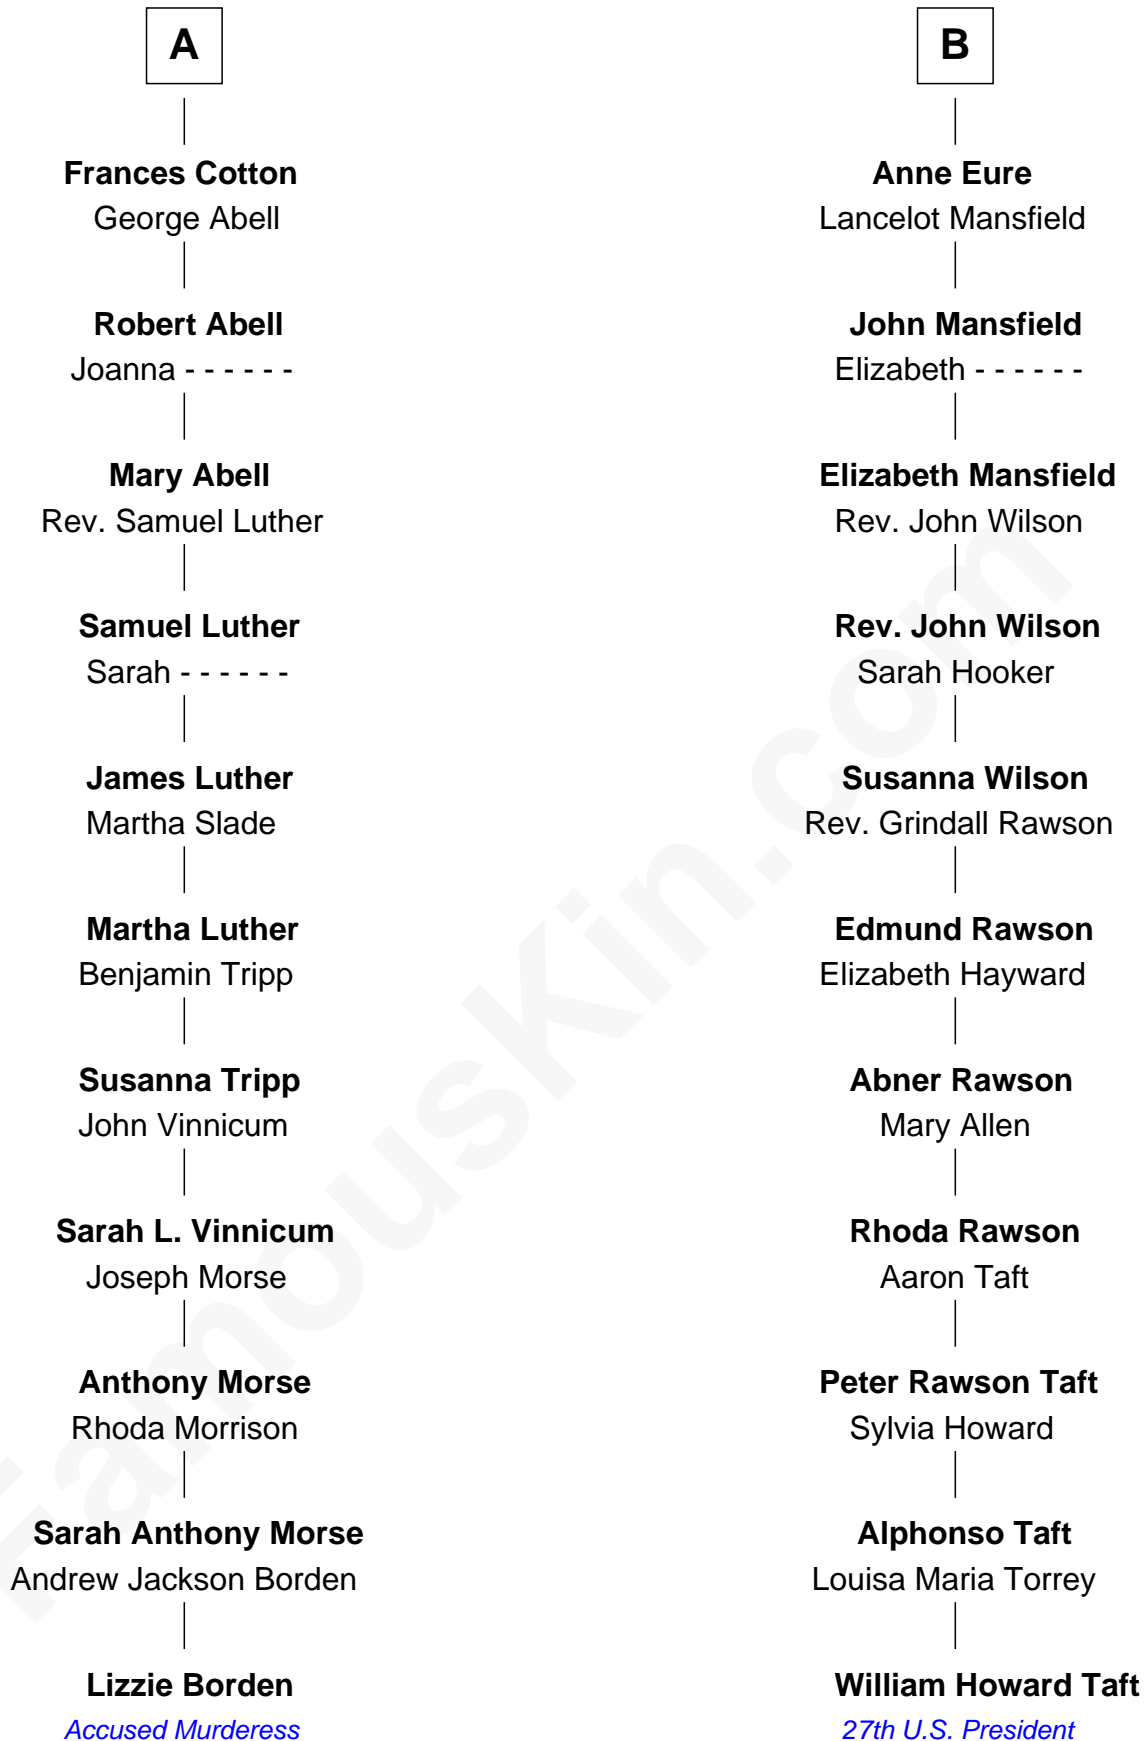 A
Frances Cotton
George Abell
Robert Abell
Joanna - - - - - -
Mary Abell
Rev. Samuel Luther
Samuel Luther
Sarah - - - - - -
James Luther
Martha Slade
Martha Luther
Benjamin Tripp
Susanna Tripp
John Vinnicum
Sarah L. Vinnicum
Joseph Morse
Anthony Morse
Rhoda Morrison
Sarah Anthony Morse
Andrew Jackson Borden
Lizzie Borden
Accused Murderess
B
Anne Eure
Lancelot Mansfield
John Mansfield
Elizabeth - - - - - -
Elizabeth Mansfield
Rev. John Wilson
Rev. John Wilson
Sarah Hooker
Susanna Wilson
Rev. Grindall Rawson
Edmund Rawson
Elizabeth Hayward
Abner Rawson
Mary Allen
Rhoda Rawson
Aaron Taft
Peter Rawson Taft
Sylvia Howard
Alphonso Taft
Louisa Maria Torrey
William Howard Taft
27th U.S. President
FamousKin.com